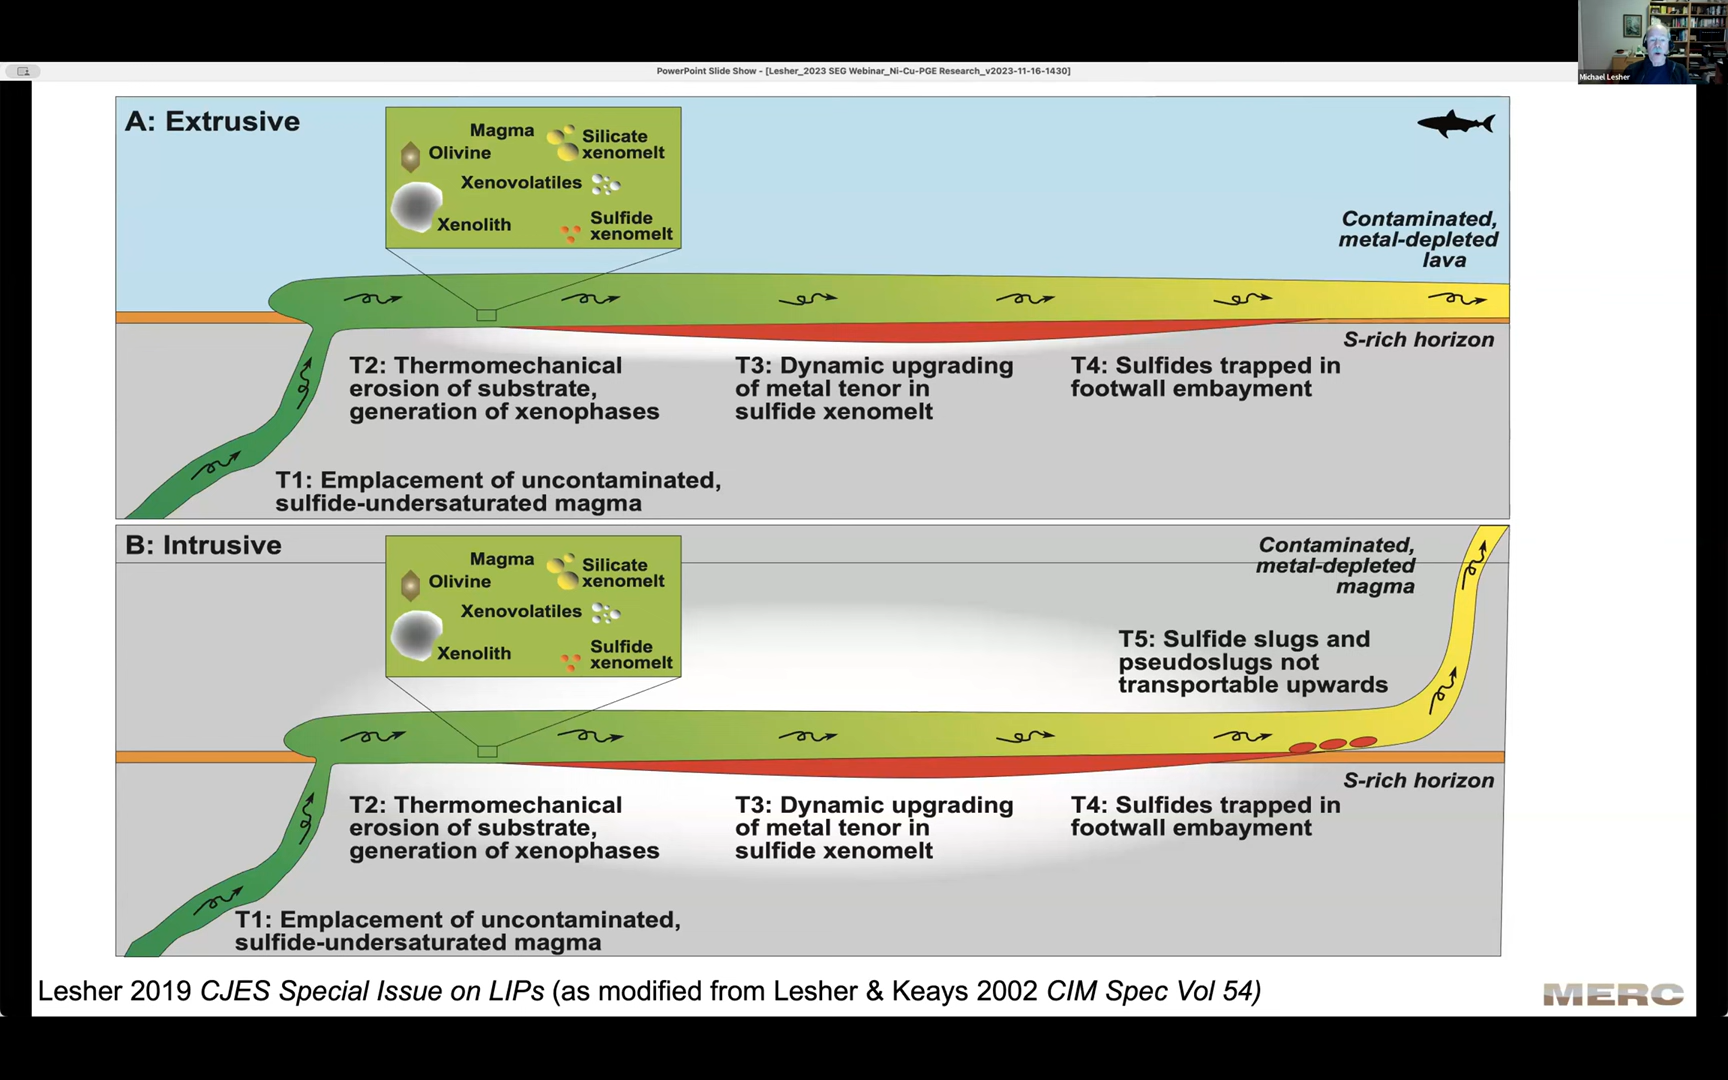 PowerPoint Slide Show - [Lesher_2023 SEG Webinar_Ni-Cu-PGE Research_v2023-11-16-1430]
Michael Lesher
A: Extrusive
Magma
Olivine
Silicate
xenomelt
Xenovolatiles
Xenolith
Sulfide
xenomelt
Contaminated,
metal-depleted
lava
S-rich horizon
T2: Thermomechanical
erosion of substrate,
generation of xenophases
T3: Dynamic upgrading
of metal tenor in
sulfide xenomelt
T4: Sulfides trapped in
footwall embayment
T1: Emplacement of uncontaminated,
sulfide-undersaturated magma
B: Intrusive
Magma
Olivine
Silicate
xenomelt
Xenovolatiles
Xenolith
Sulfide
xenomelt
Contaminated,
metal-depleted
magma
T5: Sulfide slugs and
pseudoslugs not
transportable upwards
S-rich horizon
T2: Thermomechanical
erosion of substrate,
generation of xenophases
T3: Dynamic upgrading
of metal tenor in
sulfide xenomelt
T4: Sulfides trapped in
footwall embayment
T1: Emplacement of uncontaminated,
sulfide-undersaturated magma
Lesher 2019 CJES Special Issue on LIPs (as modified from Lesher & Keays 2002 CIM Spec Vol 54)
MERC